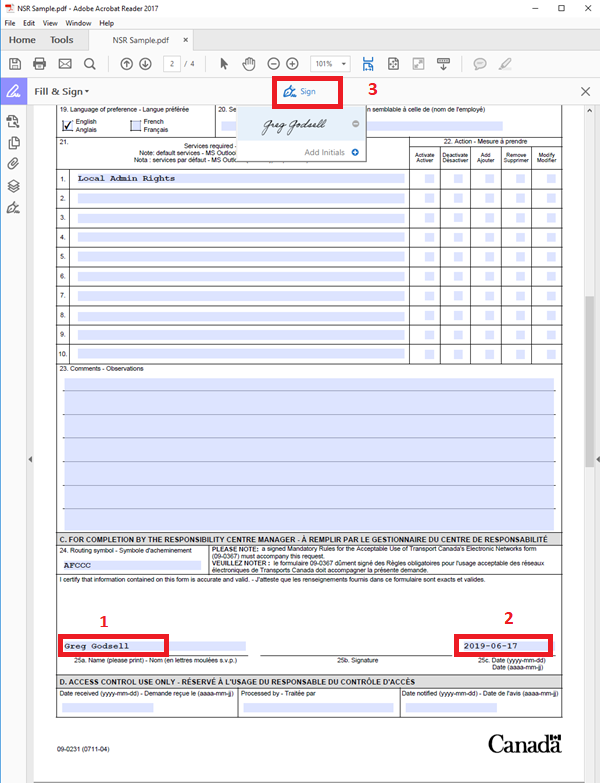 NSR Sample.pdf - Adobe Acrobat Reader 2017
File Edit View Window Help
Home Tools NSR Sample.pdf ×
2 / 4 101%
Fill & Sign Sign 3
19. Language of preference - Langue préférée 20. Se en semblable à celle de (nom de l'employé)
English
Anglais
French
Français
Greg Godsell
Add Initials
21. Services required -
Note: default services - MS Outloo
Nota : services par défaut - MS Outlo
22. Action - Mesure à prendre
Activate
Activer
Deactivate
Désactiver
Add
Ajouter
Remove
Supprimer
Modify
Modifier
1. Local Admin Rights
2.
3.
4.
5.
6.
7.
8.
9.
10.
23. Comments - Observations
C. FOR COMPLETION BY THE RESPONSIBILITY CENTRE MANAGER - À REMPLIR PAR LE GESTIONNAIRE DU CENTRE DE RESPONSABILITÉ
24. Routing symbol - Symbole d'acheminement
AFCCC
PLEASE NOTE: a signed Mandatory Rules for the Acceptable Use of Transport Canada's Electronic Networks form
(09-0367) must accompany this request.
VEUILLEZ NOTER : le formulaire 09-0367 dûment signé des Règles obligatoires pour l'usage acceptable des réseaux
électroniques de Transports Canada doit accompagner la présente demande.
I certify that information contained on this form is accurate and valid. - J'atteste que les renseignements fournis dans ce formulaire sont exacts et valides.
1 2
Greg Godsell 2019-06-17
25a. Name (please print) - Nom (en lettres moulées s.v.p.) 25b. Signature 25c. Date (yyyy-mm-dd)
Date (aaaa-mm-jj)
D. ACCESS CONTROL USE ONLY - RÉSERVÉ À L'USAGE DU RESPONSABLE DU CONTRÔLE D'ACCÈS
Date received (yyyy-mm-dd) - Demande reçue le (aaaa-mm-jj) Processed by - Traitée par Date notified (yyyy-mm-dd) - Date de l'avis (aaaa-mm-jj)
09-0231 (0711-04)
Canada